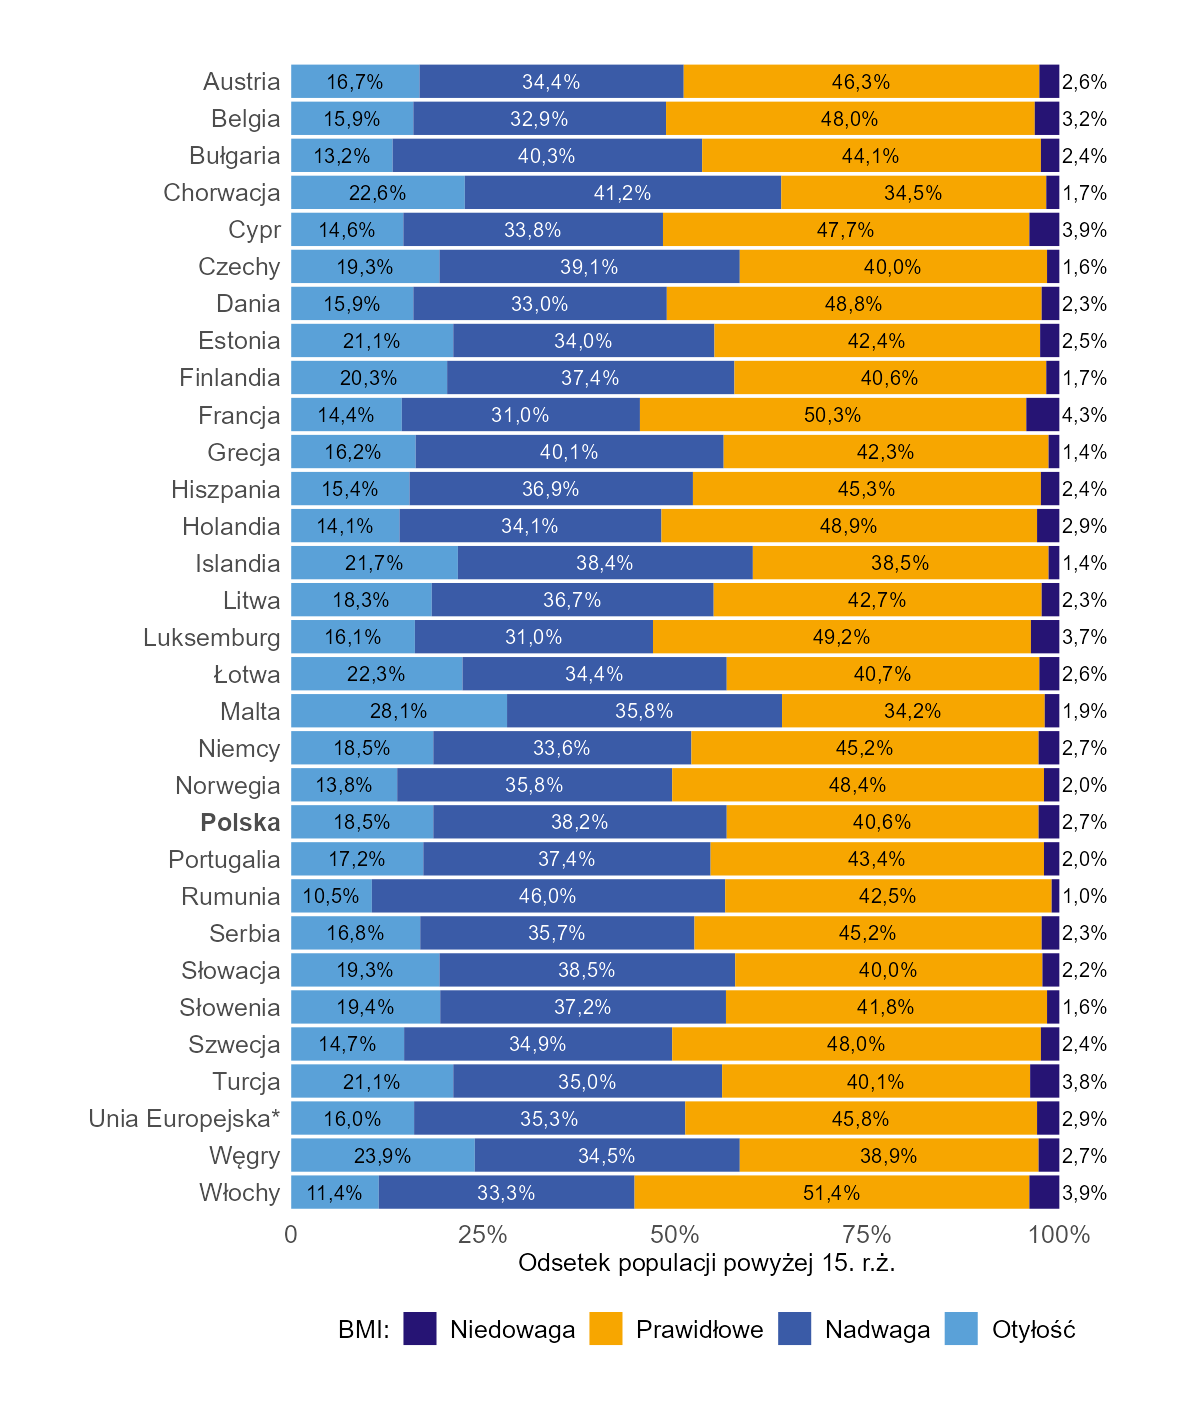 Austria 16,7% 34,4% 46,3% 2,6%
Belgia 15,9% 32,9% 48,0% 3,2%
Bułgaria 13,2% 40,3% 44,1% 2,4%
Chorwacja 22,6% 41,2% 34,5% 1,7%
Cypr 14,6% 33,8% 47,7% 3,9%
Czechy 19,3% 39,1% 40,0% 1,6%
Dania 15,9% 33,0% 48,8% 2,3%
Estonia 21,1% 34,0% 42,4% 2,5%
Finlandia 20,3% 37,4% 40,6% 1,7%
Francja 14,4% 31,0% 50,3% 4,3%
Grecja 16,2% 40,1% 42,3% 1,4%
Hiszpania 15,4% 36,9% 45,3% 2,4%
Holandia 14,1% 34,1% 48,9% 2,9%
Islandia 21,7% 38,4% 38,5% 1,4%
Litwa 18,3% 36,7% 42,7% 2,3%
Luksemburg 16,1% 31,0% 49,2% 3,7%
Łotwa 22,3% 34,4% 40,7% 2,6%
Malta 28,1% 35,8% 34,2% 1,9%
Niemcy 18,5% 33,6% 45,2% 2,7%
Norwegia 13,8% 35,8% 48,4% 2,0%
Polska 18,5% 38,2% 40,6% 2,7%
Portugalia 17,2% 37,4% 43,4% 2,0%
Rumunia 10,5% 46,0% 42,5% 1,0%
Serbia 16,8% 35,7% 45,2% 2,3%
Słowacja 19,3% 38,5% 40,0% 2,2%
Słowenia 19,4% 37,2% 41,8% 1,6%
Szwecja 14,7% 34,9% 48,0% 2,4%
Turcja 21,1% 35,0% 40,1% 3,8%
Unia Europejska* 16,0% 35,3% 45,8% 2,9%
Węgry 23,9% 34,5% 38,9% 2,7%
Włochy 11,4% 33,3% 51,4% 3,9%
0 25% 50% 75% 100%
Odsetek populacji powyżej 15. r.ż.
BMI: Niedowaga Prawidłowe Nadwaga Otyłość